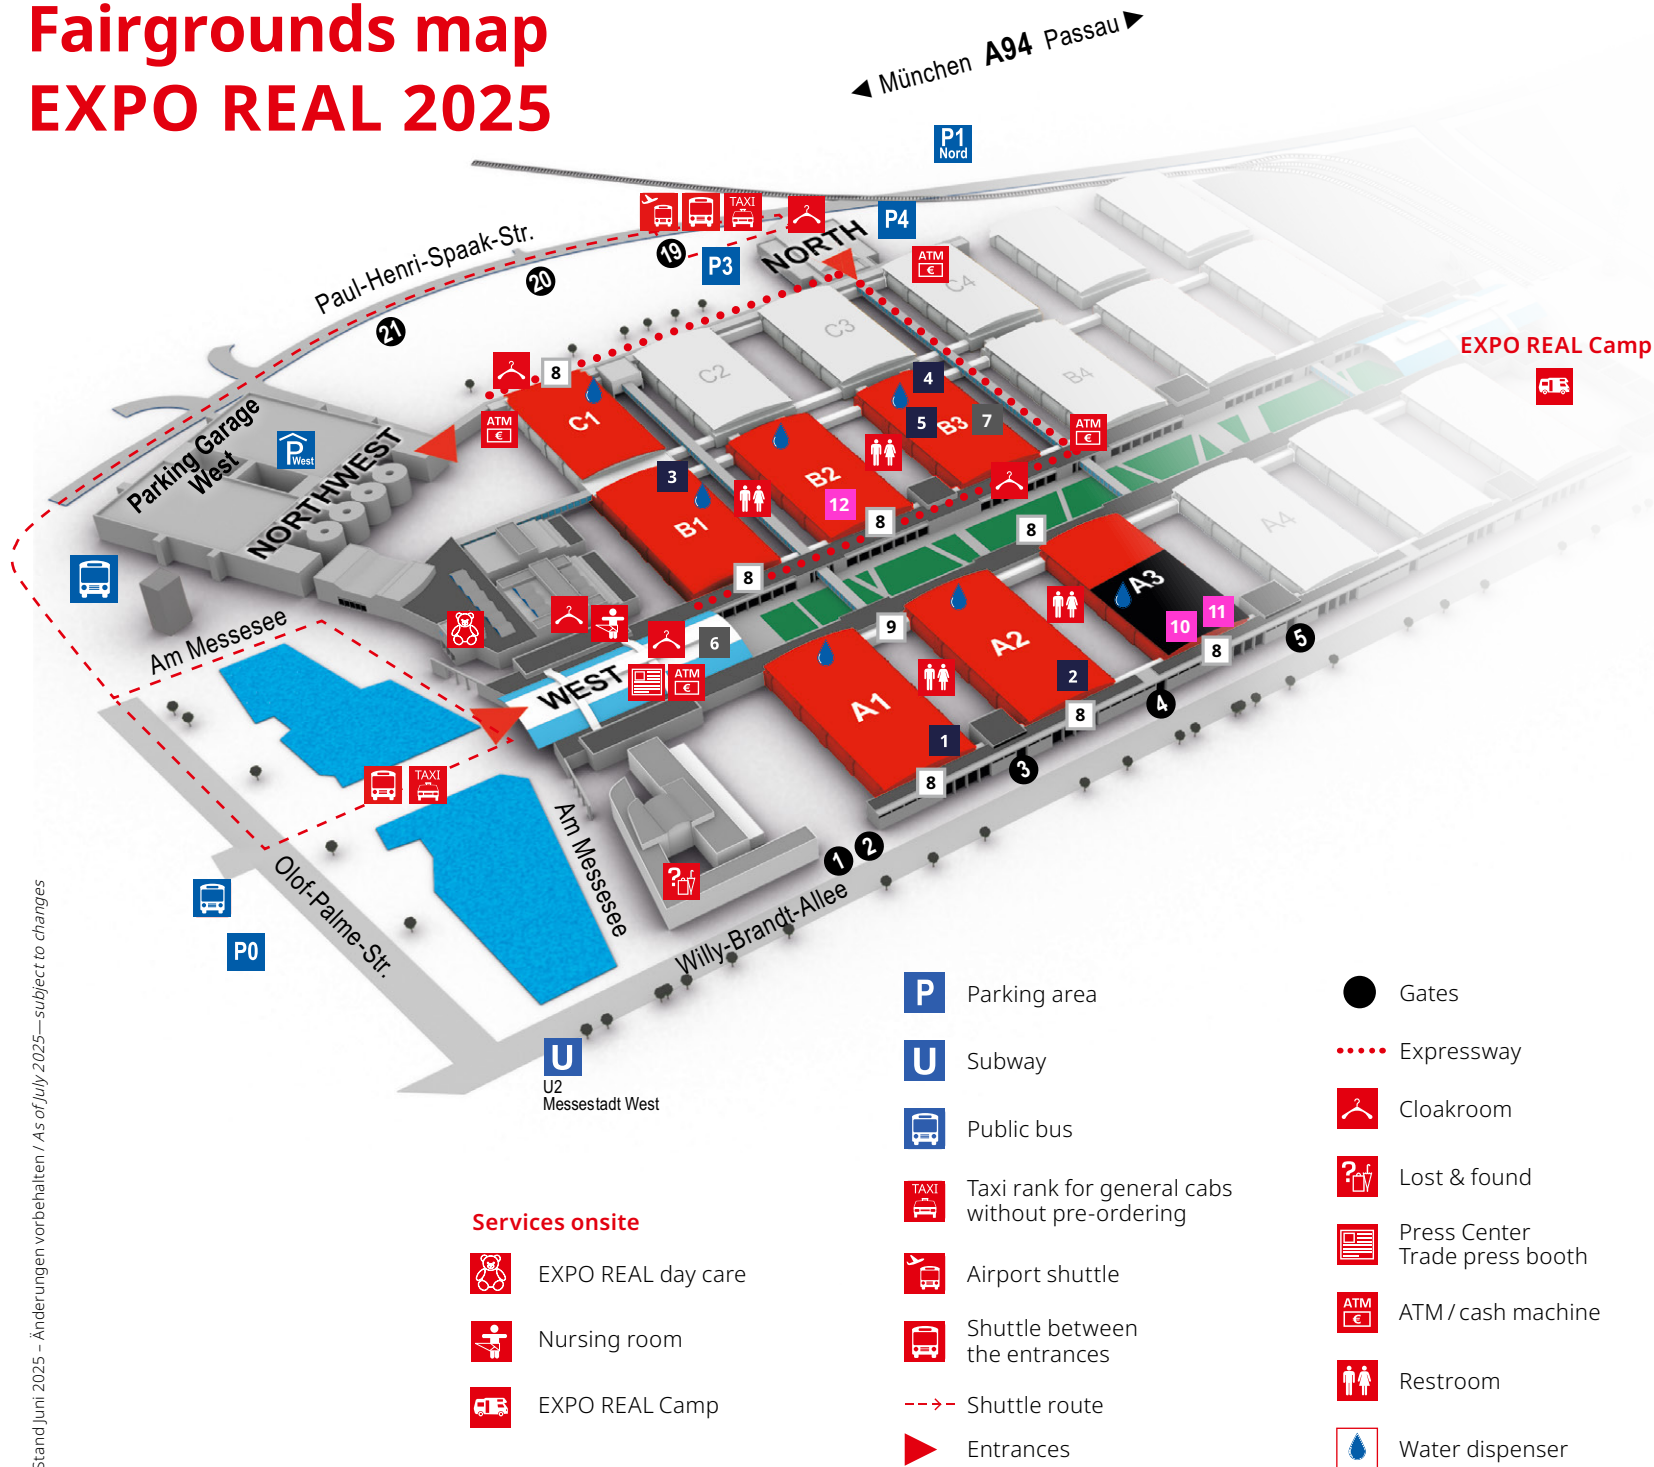 Fairgrounds map
EXPO REAL 2025
München A94 Passau
P1
Nord
TAXI
P4
NORTH
19
P3
ATM
€
Paul-Henri-Spaak-Str.
20
21
C4
C3
C2
B4
EXPO REAL Camp
8
C1
4
5
B3
7
ATM
€
ATM
€
Parking Garage
West
P
West
NORTHWEST
3
B1
B2
12
8
8
A4
8
A3
10
11
8
5
Am Messesee
6
9
A2
A1
WEST
ATM
€
2
8
4
1
8
3
TAXI
1
2
Am Messesee
Olof-Palme-Str.
Willy-Brandt-Allee
P0
U
U2
Messestadt West
Stand Juni 2025 – Änderungen vorbehalten / As of July 2025—subject to changes
Services onsite
EXPO REAL day care
Nursing room
EXPO REAL Camp
P Parking area
U Subway
Public bus
TAXI Taxi rank for general cabs
without pre-ordering
Airport shuttle
Shuttle between
the entrances
Shuttle route
Entrances
Gates
Expressway
Cloakroom
? Lost & found
Press Center
Trade press booth
ATM € ATM / cash machine
Restroom
Water dispenser